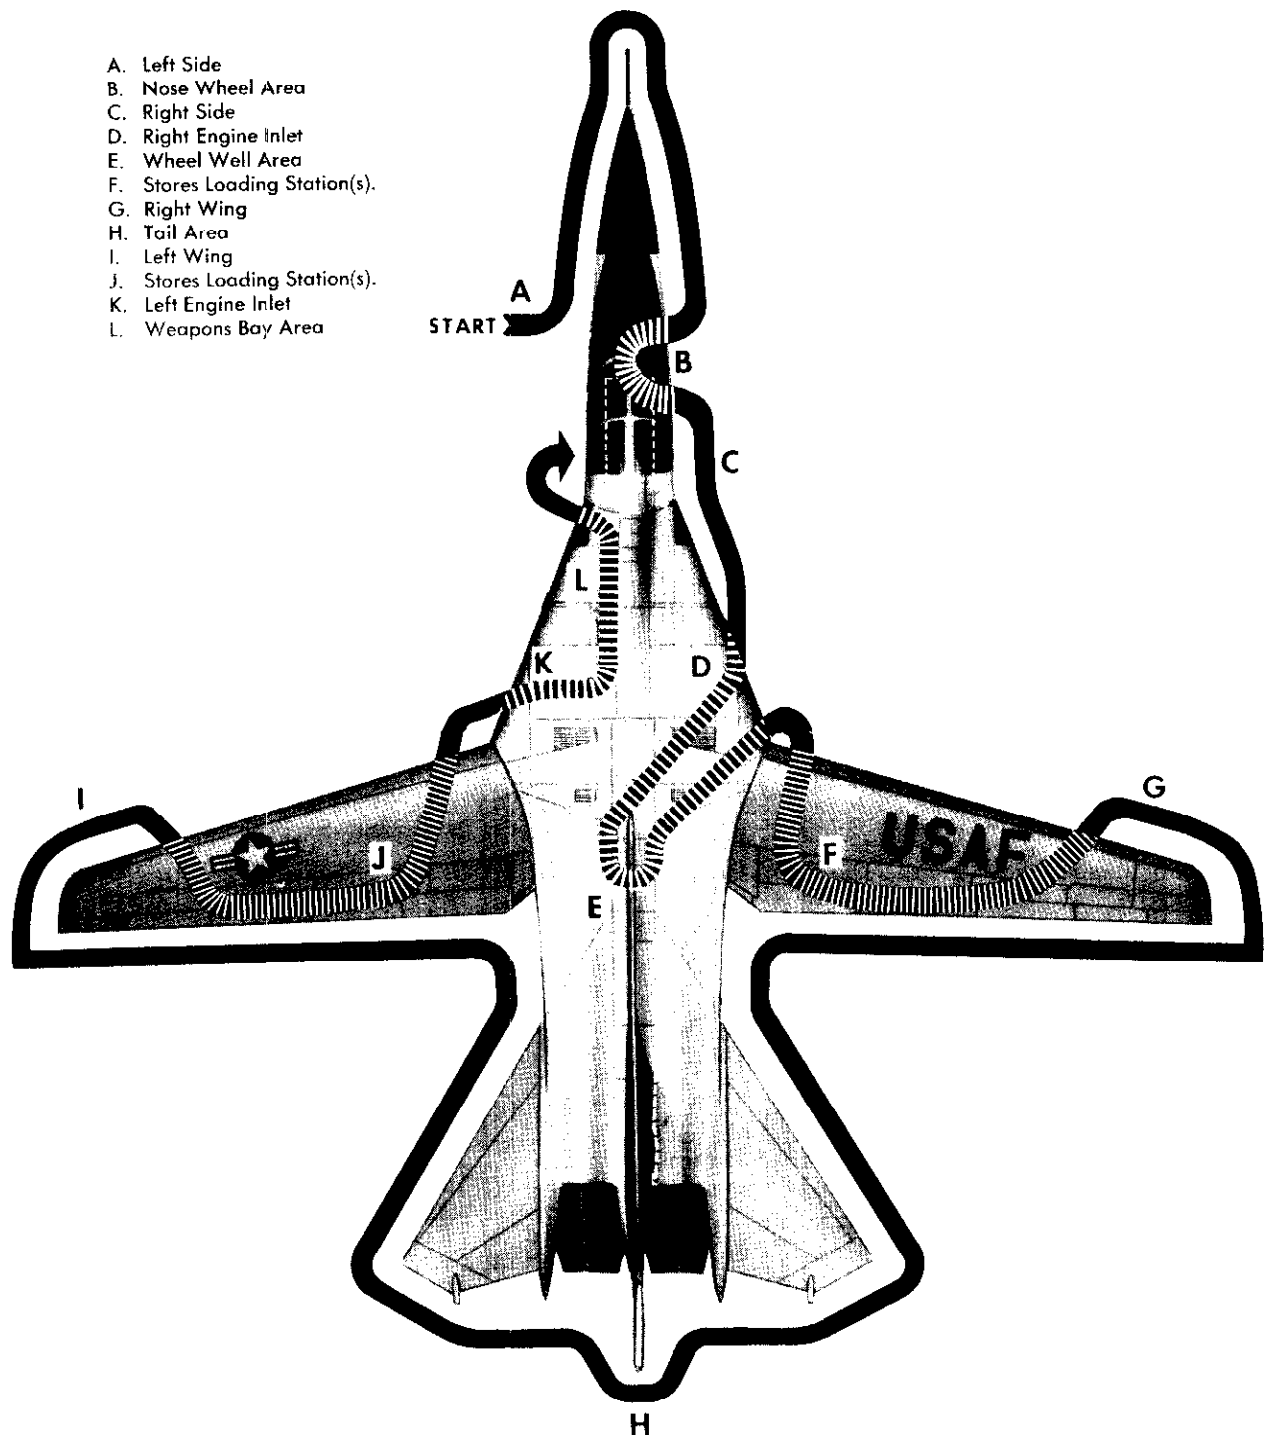 A. Left Side
B. Nose Wheel Area
C. Right Side
D. Right Engine Inlet
E. Wheel Well Area
F. Stores Loading Station(s).
G. Right Wing
H. Tail Area
I. Left Wing
J. Stores Loading Station(s).
K. Left Engine Inlet
L. Weapons Bay Area
A
START
B
C
L
K
D
I
G
J
F
USAF
E
H